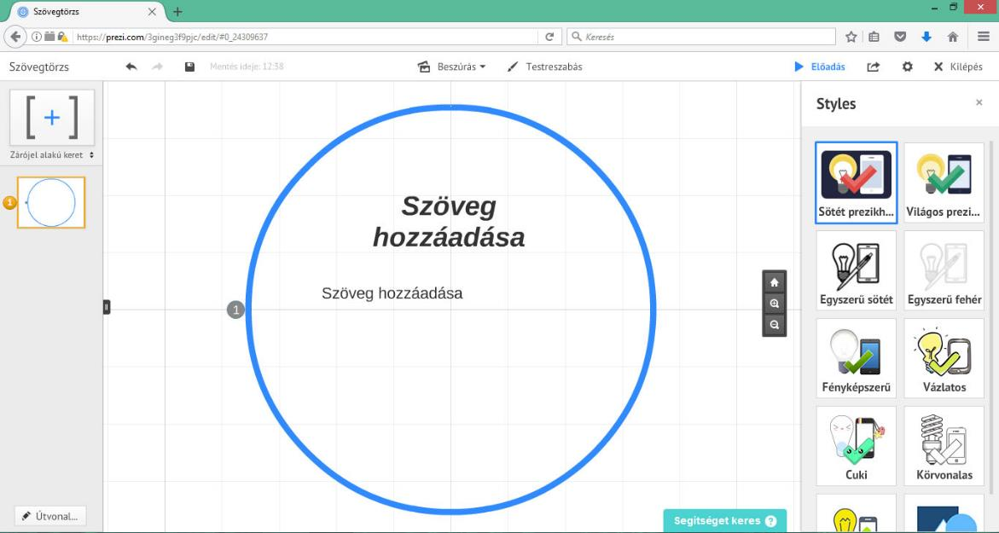 Szövegtörzs
https://prezi.com/3gineg3f9pjc/edit/#0_24309637
Keresés
Szövegtörzs
Mentés ideje: 12:38
Beszúrás
Testreszabás
Előadás
Kilépés
Zárójel alakú keret
1
Útvonal...
Szöveg
hozzáadása
Szöveg hozzáadása
1
Segítséget keres ?
Styles
Sötét prezikh...
Világos prezi...
Egyszerű sötét
Egyszerű fehér
Fényképszerű
Vázlatos
Cuki
Körvonalas